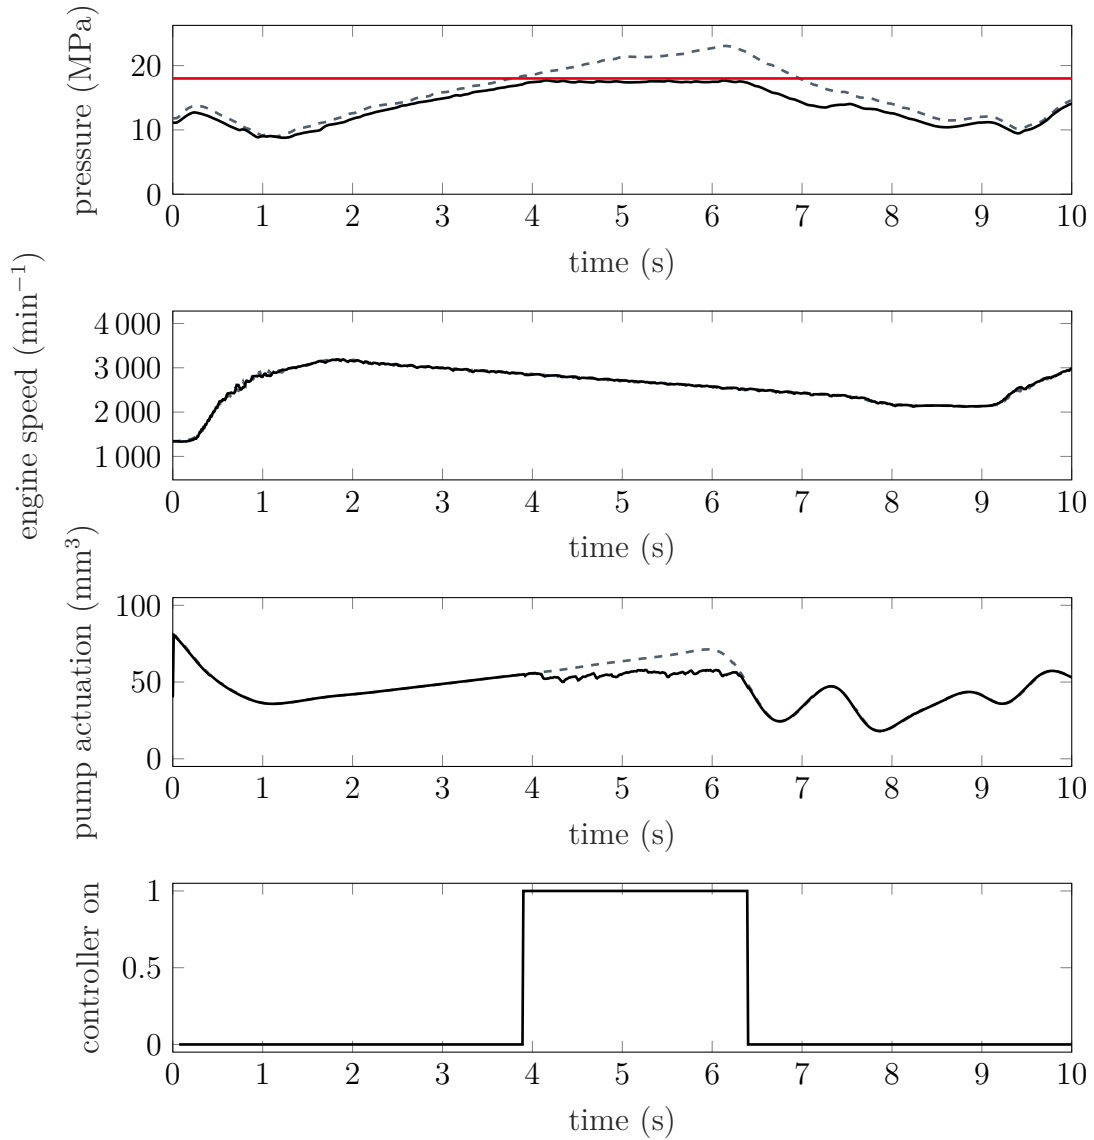 pressure (MPa)
20
10
0
0 1 2 3 4 5 6 7 8 9 10
time (s)
engine speed (min⁻¹)
4 000
3 000
2 000
1 000
0 1 2 3 4 5 6 7 8 9 10
time (s)
pump actuation (mm³)
100
50
0
0 1 2 3 4 5 6 7 8 9 10
time (s)
controller on
1
0.5
0
0 1 2 3 4 5 6 7 8 9 10
time (s)